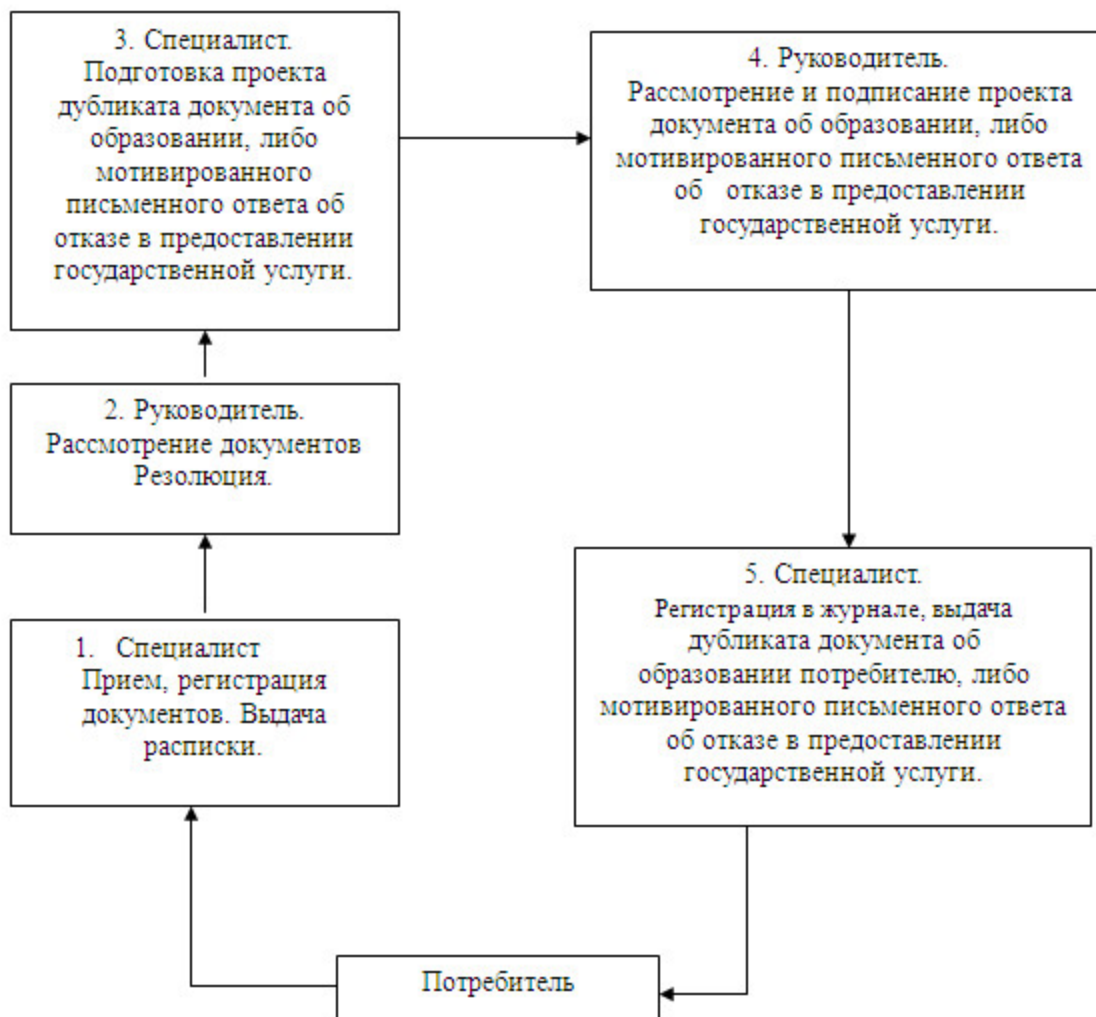 3. Специалист.
Подготовка проекта
дубликата документа об
образовании, либо
мотивированного
письменного ответа об
отказе в предоставлении
государственной услуги.
4. Руководитель.
Рассмотрение и подписание проекта
документа об образовании, либо
мотивированного письменного ответа
об отказе в предоставлении
государственной услуги.
2. Руководитель.
Рассмотрение документов
Резолюция.
1. Специалист
Прием, регистрация
документов. Выдача
расписки.
5. Специалист.
Регистрация в журнале, выдача
дубликата документа об
образовании потребителю, либо
мотивированного письменного ответа
об отказе в предоставлении
государственной услуги.
Потребитель